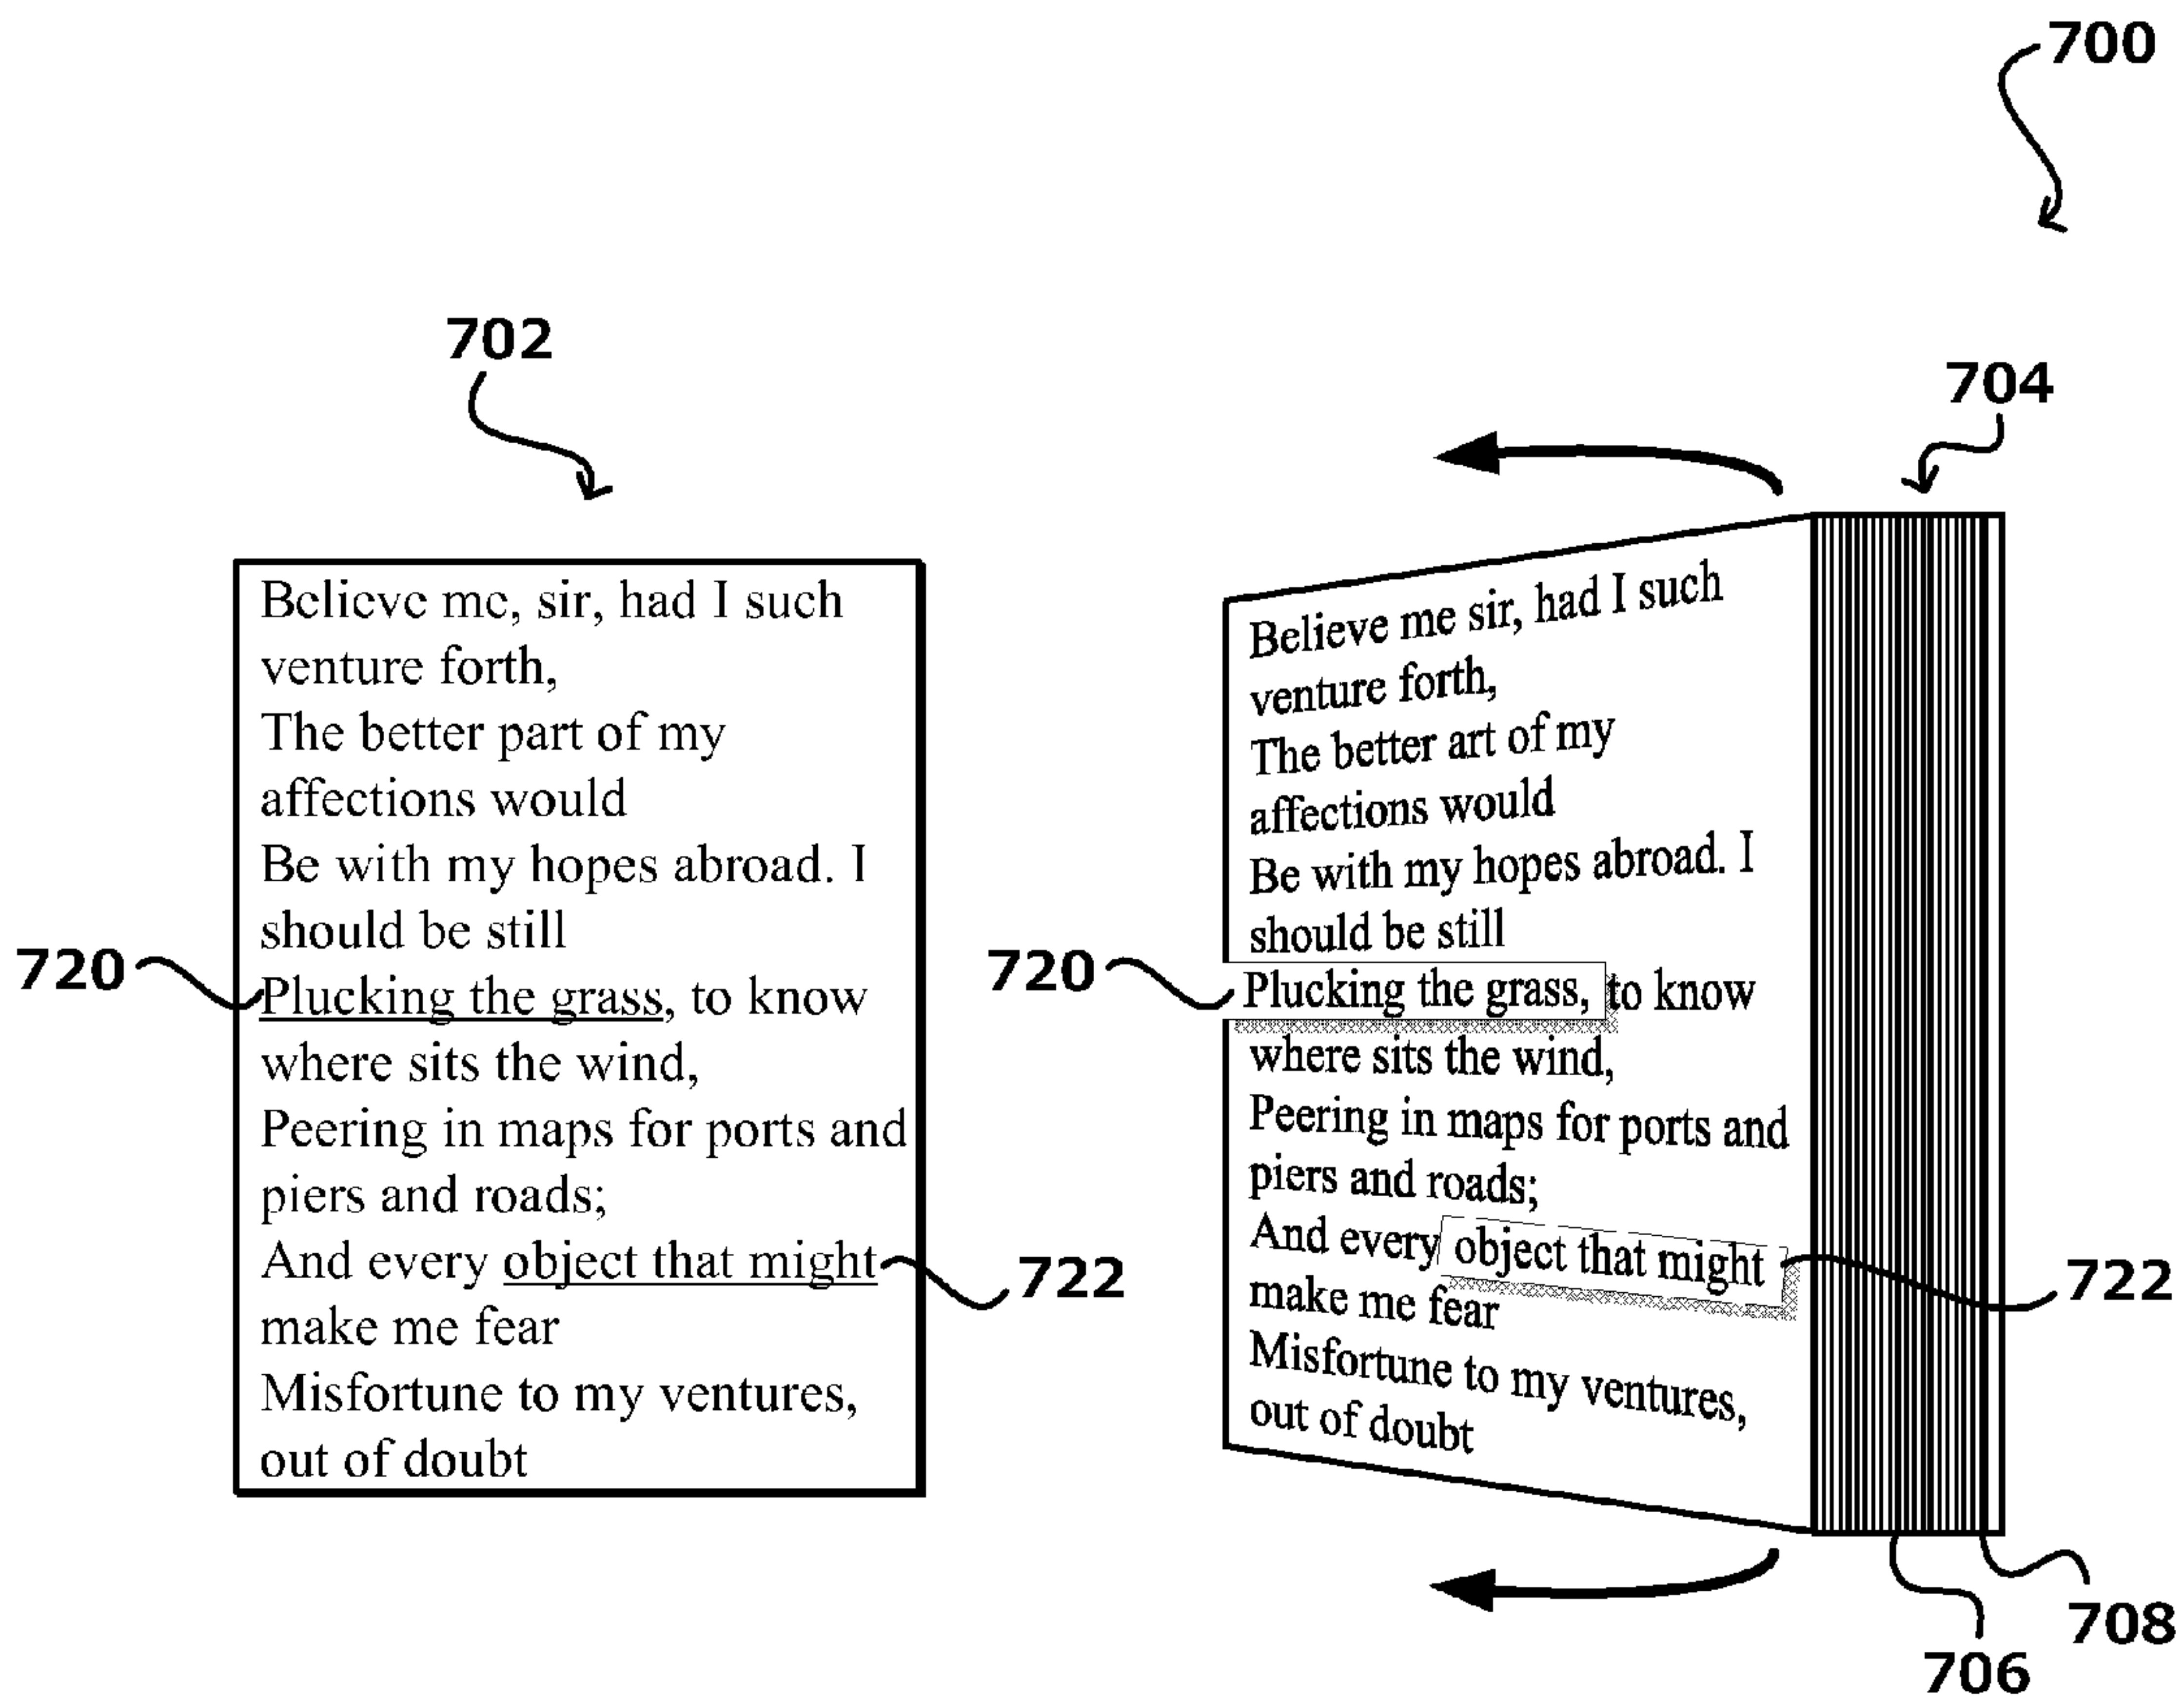 700
702
704
Believe me, sir, had I such
venture forth,
The better part of my
affections would
Be with my hopes abroad. I
should be still
720
Plucking the grass, to know
where sits the wind,
Peering in maps for ports and
piers and roads;
And every object that might
722
make me fear
Misfortune to my ventures,
out of doubt
Believe me sir, had I such
venture forth,
The better art of my
affections would
Be with my hopes abroad. I
should be still
720
Plucking the grass, to know
where sits the wind,
Peering in maps for ports and
piers and roads;
And every object that might
722
make me fear
Misfortune to my ventures,
out of doubt
708
706